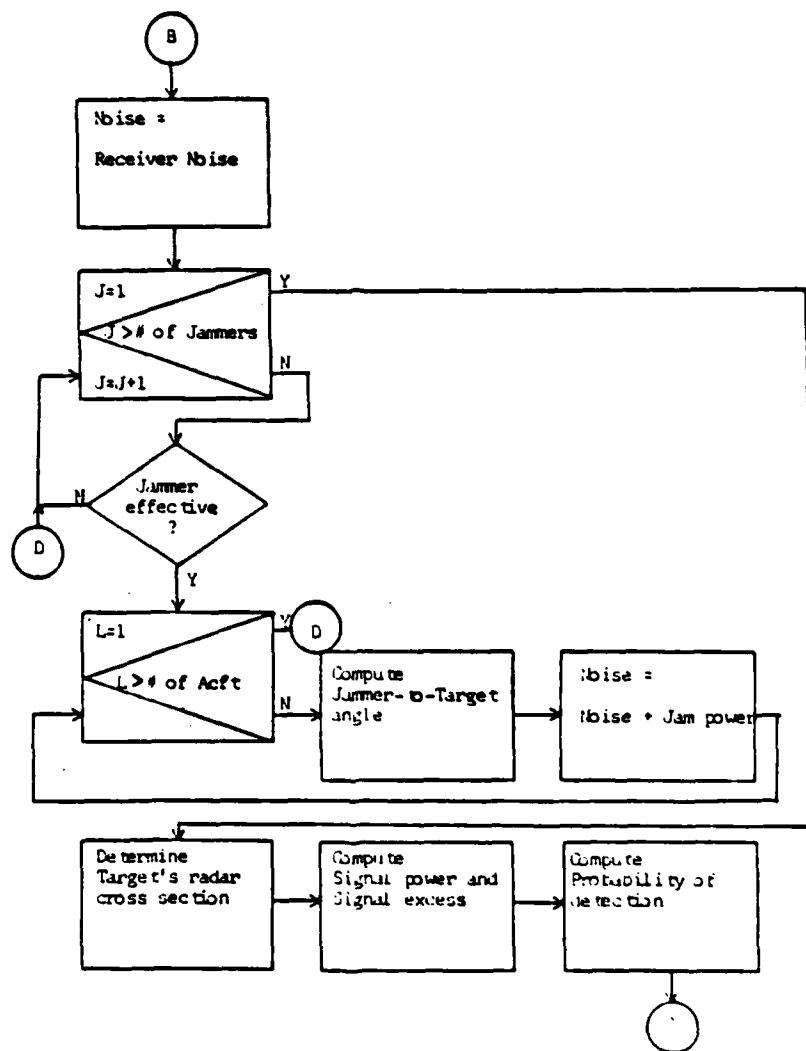 B
Noise =
Receiver Noise
J=1
Y
J > # of Jammers
N
J=J+1
Jammer
effective
?
N
D
Y
L=1
Y
D
L > # of Acft
N
Compute
Jammer-to-Target
angle
Noise =
Noise + Jam power
Determine
Target's radar
cross section
Compute
Signal power and
Signal excess
Compute
Probability of
detection